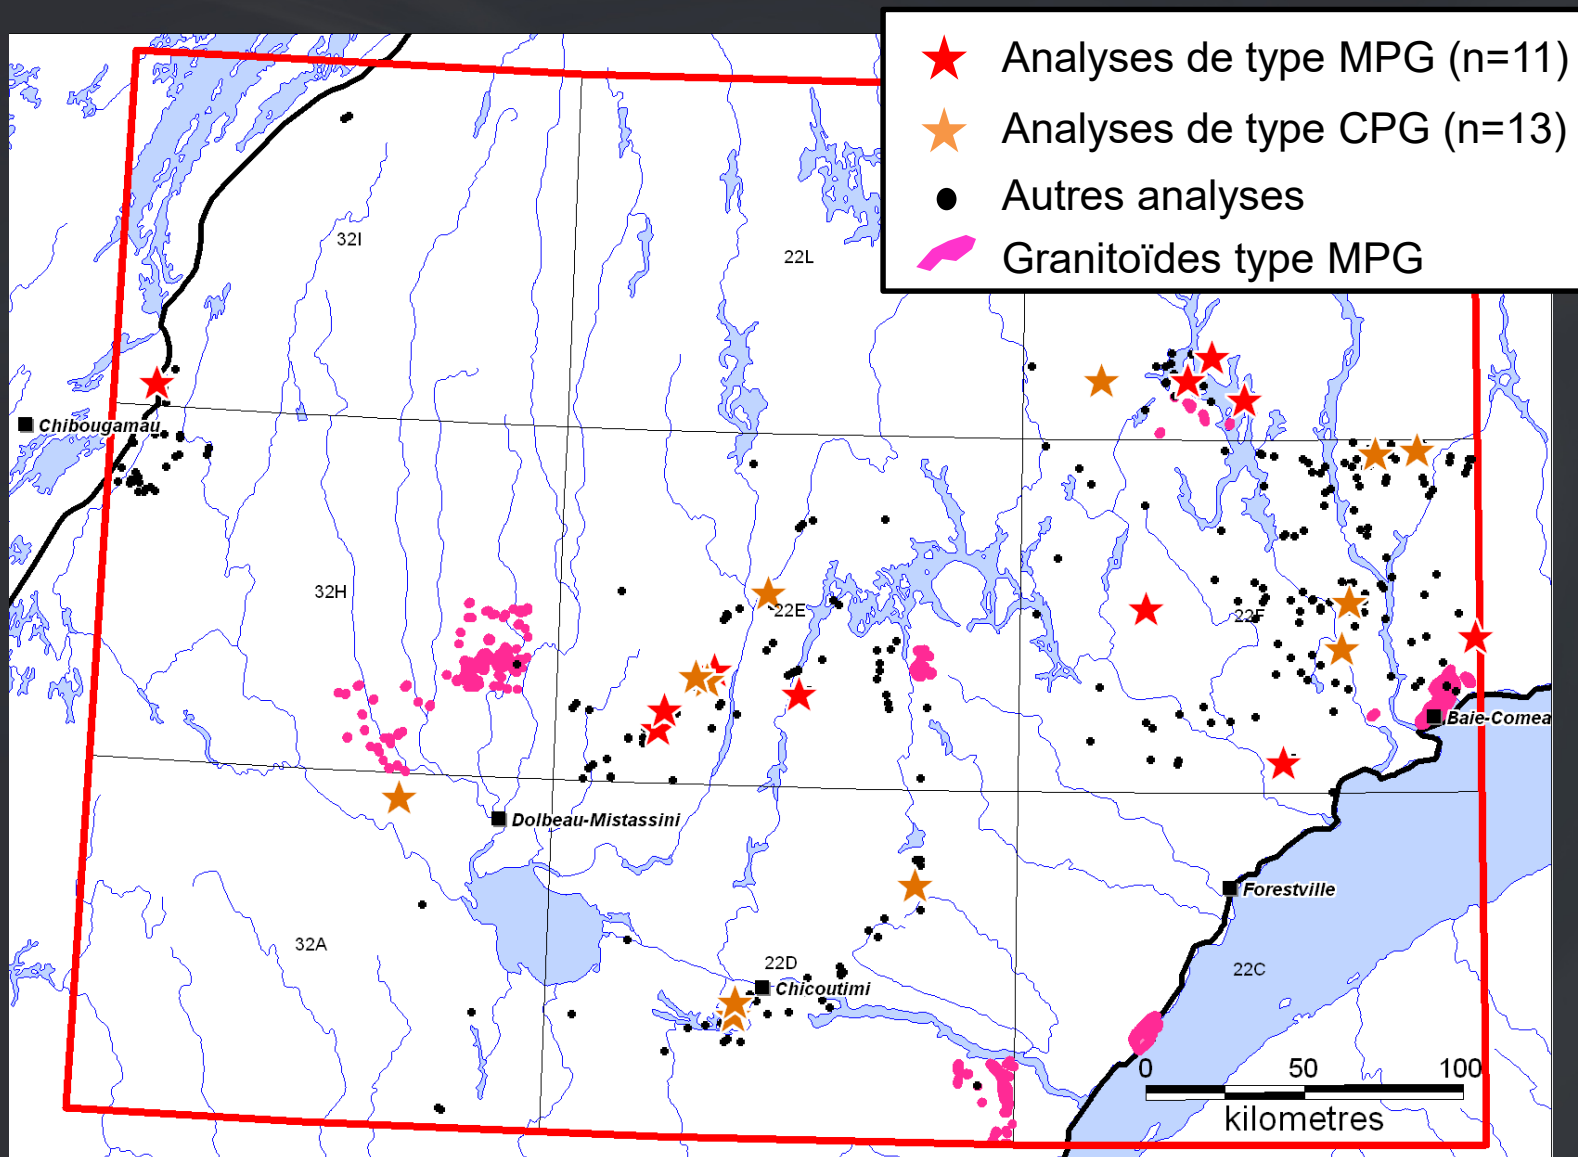 Analyses de type MPG (n=11)
Analyses de type CPG (n=13)
Autres analyses
Granitoïdes type MPG
32I
22L
Chibougamau
32H
22E
22F
Baie-Comea
Dolbeau-Mistassini
Forestville
32A
22D
22C
Chicoutimi
0 50 100
kilometres